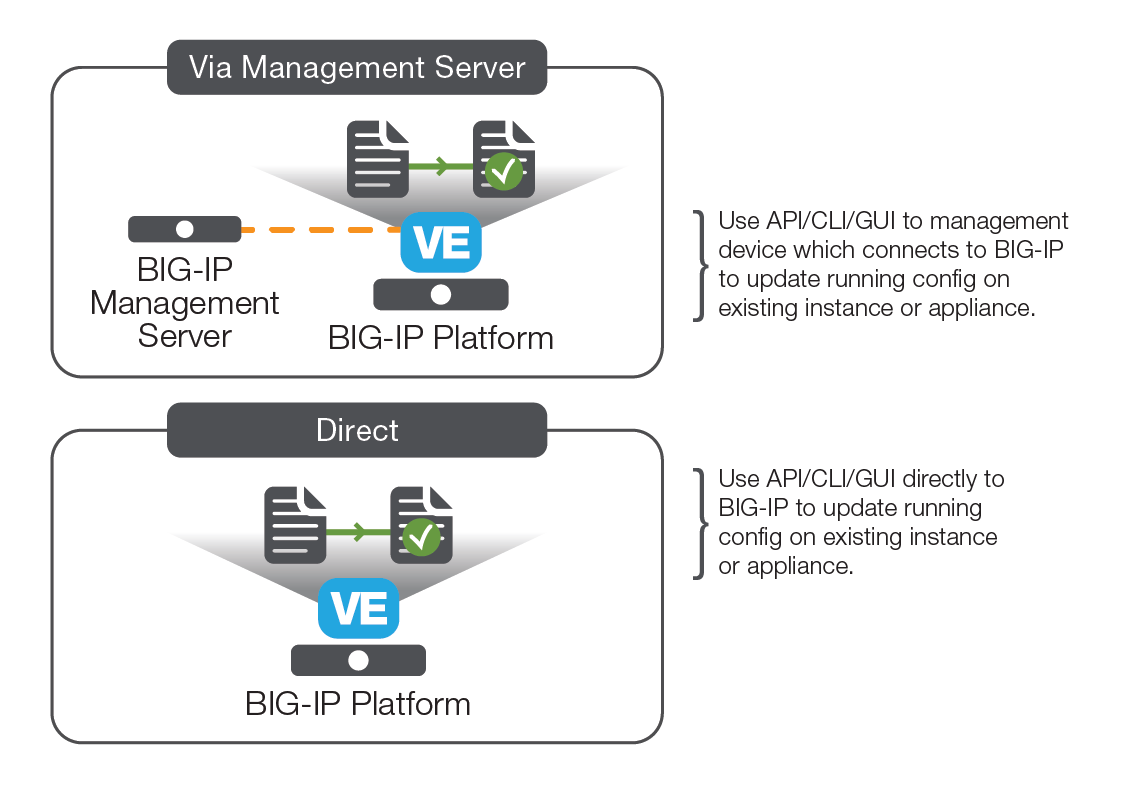 Via Management Server
VE
BIG-IP
Management
Server
BIG-IP Platform
Use API/CLI/GUI to management
device which connects to BIG-IP
to update running config on
existing instance or appliance.
Direct
VE
BIG-IP Platform
Use API/CLI/GUI directly to
BIG-IP to update running
config on existing instance
or appliance.